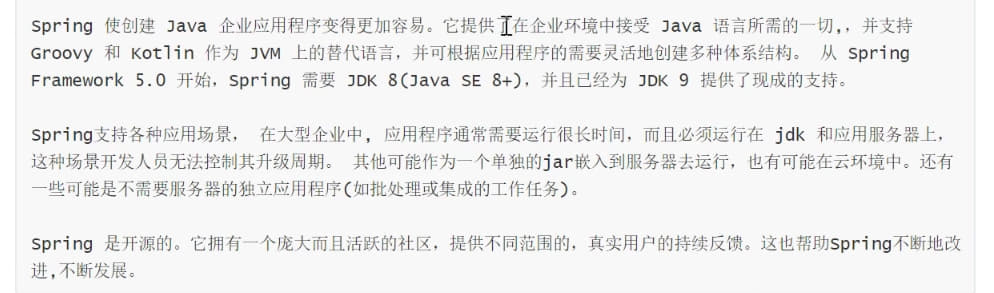 Spring 使创建 Java 企业应用程序变得更加容易。它提供了在企业环境中接受 Java 语言所需的一切,，并支持
Groovy 和 Kotlin 作为 JVM 上的替代语言，并可根据应用程序的需要灵活地创建多种体系结构。 从 Spring
Framework 5.0 开始，Spring 需要 JDK 8(Java SE 8+)，并且已经为 JDK 9 提供了现成的支持。

Spring支持各种应用场景， 在大型企业中, 应用程序通常需要运行很长时间，而且必须运行在 jdk 和应用服务器上，
这种场景开发人员无法控制其升级周期。 其他可能作为一个单独的jar嵌入到服务器去运行，也有可能在云环境中。还有
一些可能是不需要服务器的独立应用程序(如批处理或集成的工作任务)。

Spring 是开源的。它拥有一个庞大而且活跃的社区，提供不同范围的，真实用户的持续反馈。这也帮助Spring不断地改
进,不断发展。